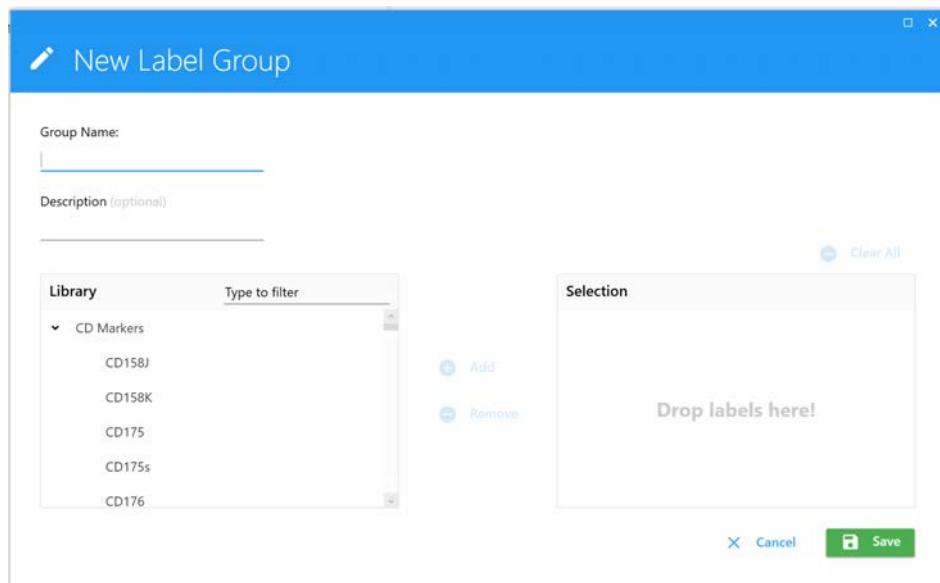 New Label Group
Group Name:
Description (optional)
Clear All
Library Type to filter
Selection
CD Markers
CD158J
CD158K
CD175
CD175s
CD176
Add
Remove
Drop labels here!
Cancel Save